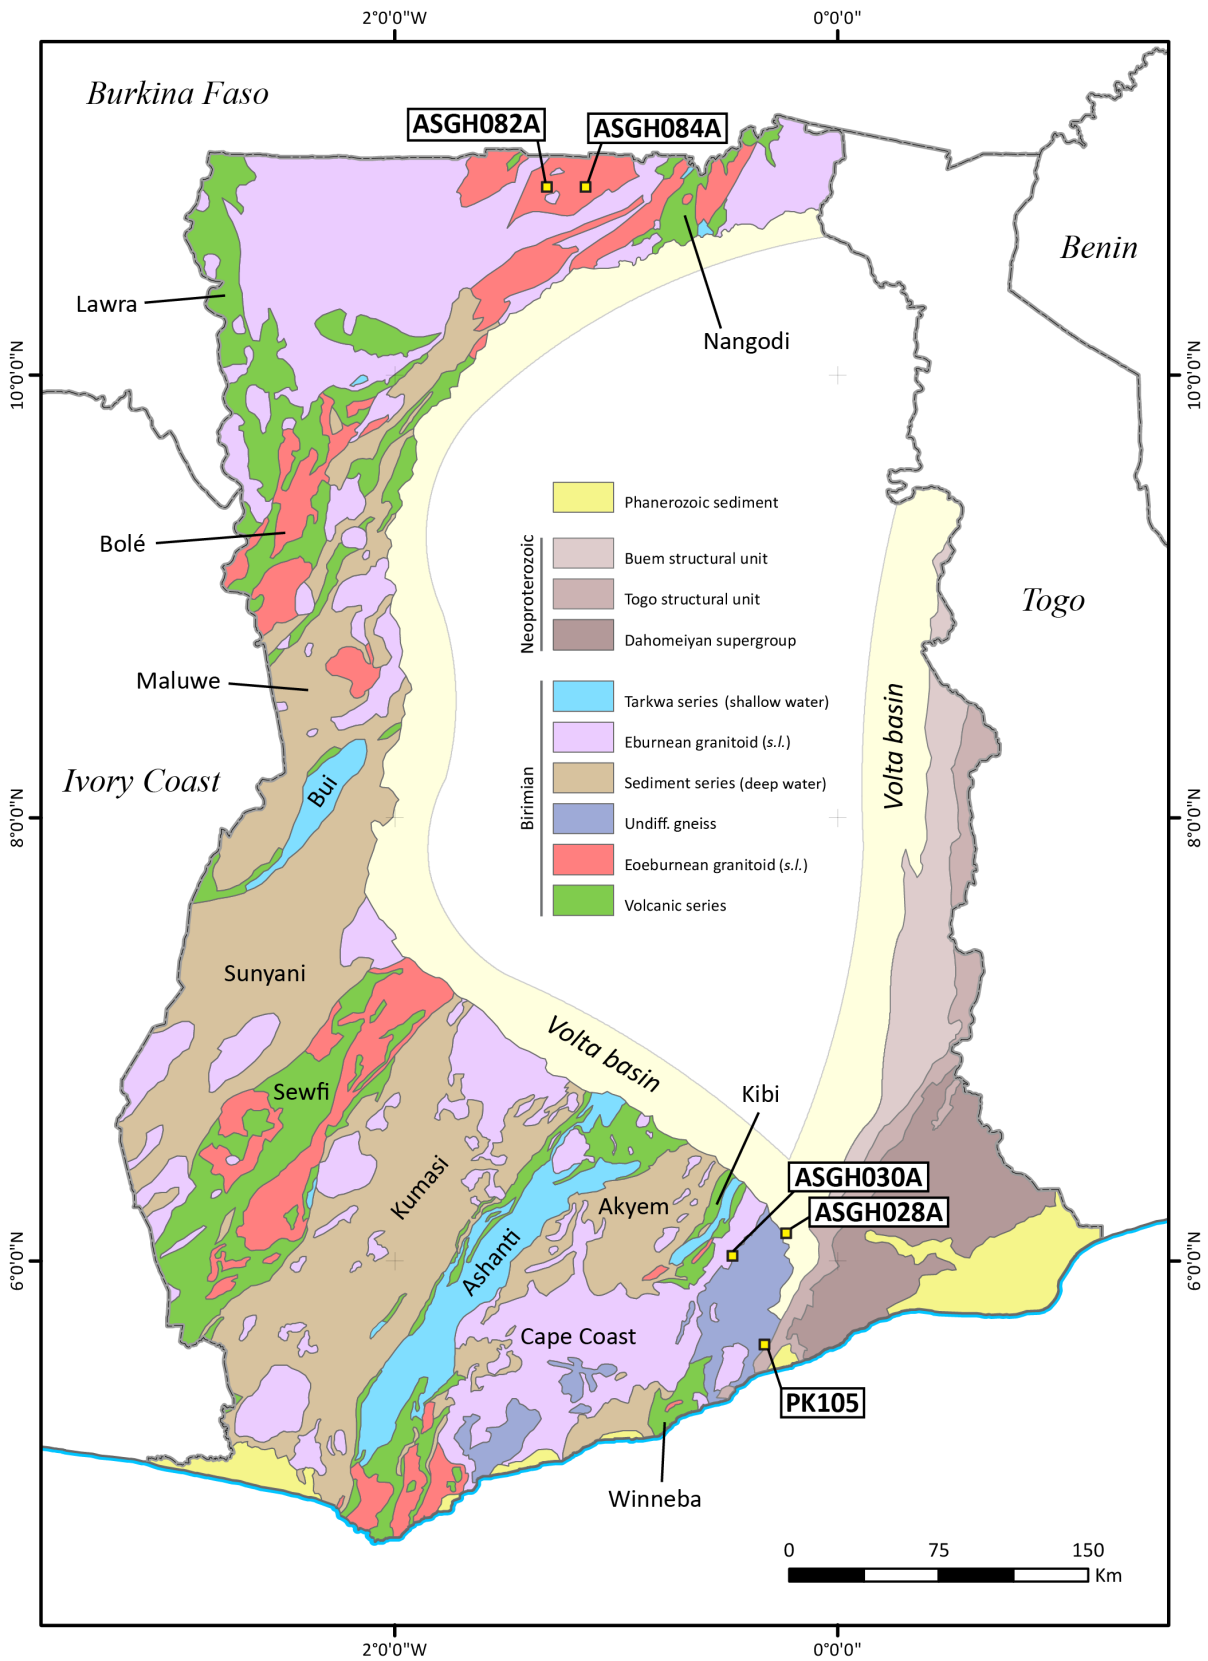 2°0'0"W
0°0'0"
Burkina Faso
ASGH082A
ASGH084A
Benin
Lawra
Nangodi
10°0'0"N
10°0'0"N
Phanerozoic sediment
Bolé
Neoproterozoic
Buem structural unit
Togo structural unit
Dahomeiyan supergroup
Togo
Maluwe
Birimian
Tarkwa series (shallow water)
Eburnean granitoid (s.l.)
Sediment series (deep water)
Undiff. gneiss
Eoeburnean granitoid (s.l.)
Volcanic series
Volta basin
Ivory Coast
Bui
8°0'0"N
8°0'0"N
Sunyani
Volta basin
Sewfi
Kibi
Kumasi
Akyem
ASGH030A
ASGH028A
Ashanti
6°0'0"N
6°0'0"N
Cape Coast
PK105
Winneba
0
75
150
Km
2°0'0"W
0°0'0"